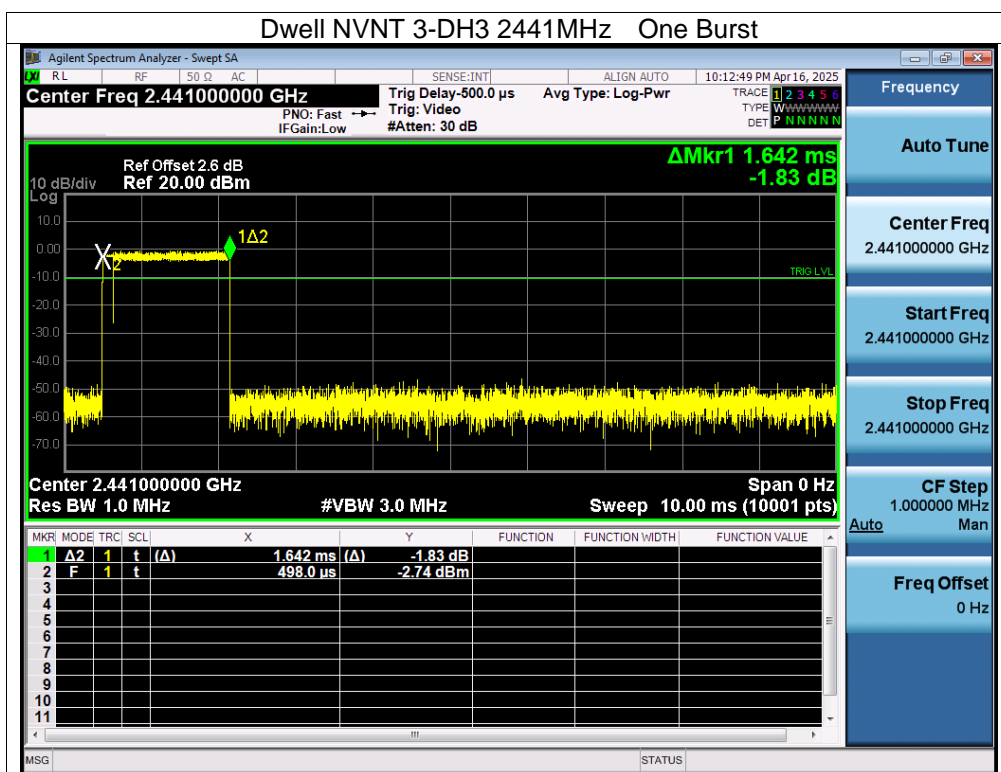 Dwell NVNT 3-DH3 2441MHz One Burst
Agilent Spectrum Analyzer - Swept SA
LXI RL RF 50 Ω AC SENSE:INT ALIGN AUTO 10:12:49 PM Apr 16, 2025
Center Freq 2.441000000 GHz
PNO: Fast
IFGain:Low
Trig Delay-500.0 µs
Trig: Video
#Atten: 30 dB
Avg Type: Log-Pwr
TRACE 1 2 3 4 5 6
TYPE WWWWWW
DET P N N N N N
ΔMkr1 1.642 ms
-1.83 dB
Ref Offset 2.6 dB
10 dB/div Ref 20.00 dBm
Log
10.0
0.00
-10.0
-20.0
-30.0
-40.0
-50.0
-60.0
-70.0
1Δ2
2
TRIG LVL
Center 2.441000000 GHz Span 0 Hz
Res BW 1.0 MHz #VBW 3.0 MHz Sweep 10.00 ms (10001 pts)
MKR MODE TRC SCL X Y FUNCTION FUNCTION WIDTH FUNCTION VALUE
1 Δ2 1 t (Δ) 1.642 ms (Δ) -1.83 dB
2 F 1 t 498.0 µs -2.74 dBm
3
4
5
6
7
8
9
10
11
MSG STATUS
Frequency
Auto Tune
Center Freq
2.441000000 GHz
Start Freq
2.441000000 GHz
Stop Freq
2.441000000 GHz
CF Step
1.000000 MHz
Auto Man
Freq Offset
0 Hz